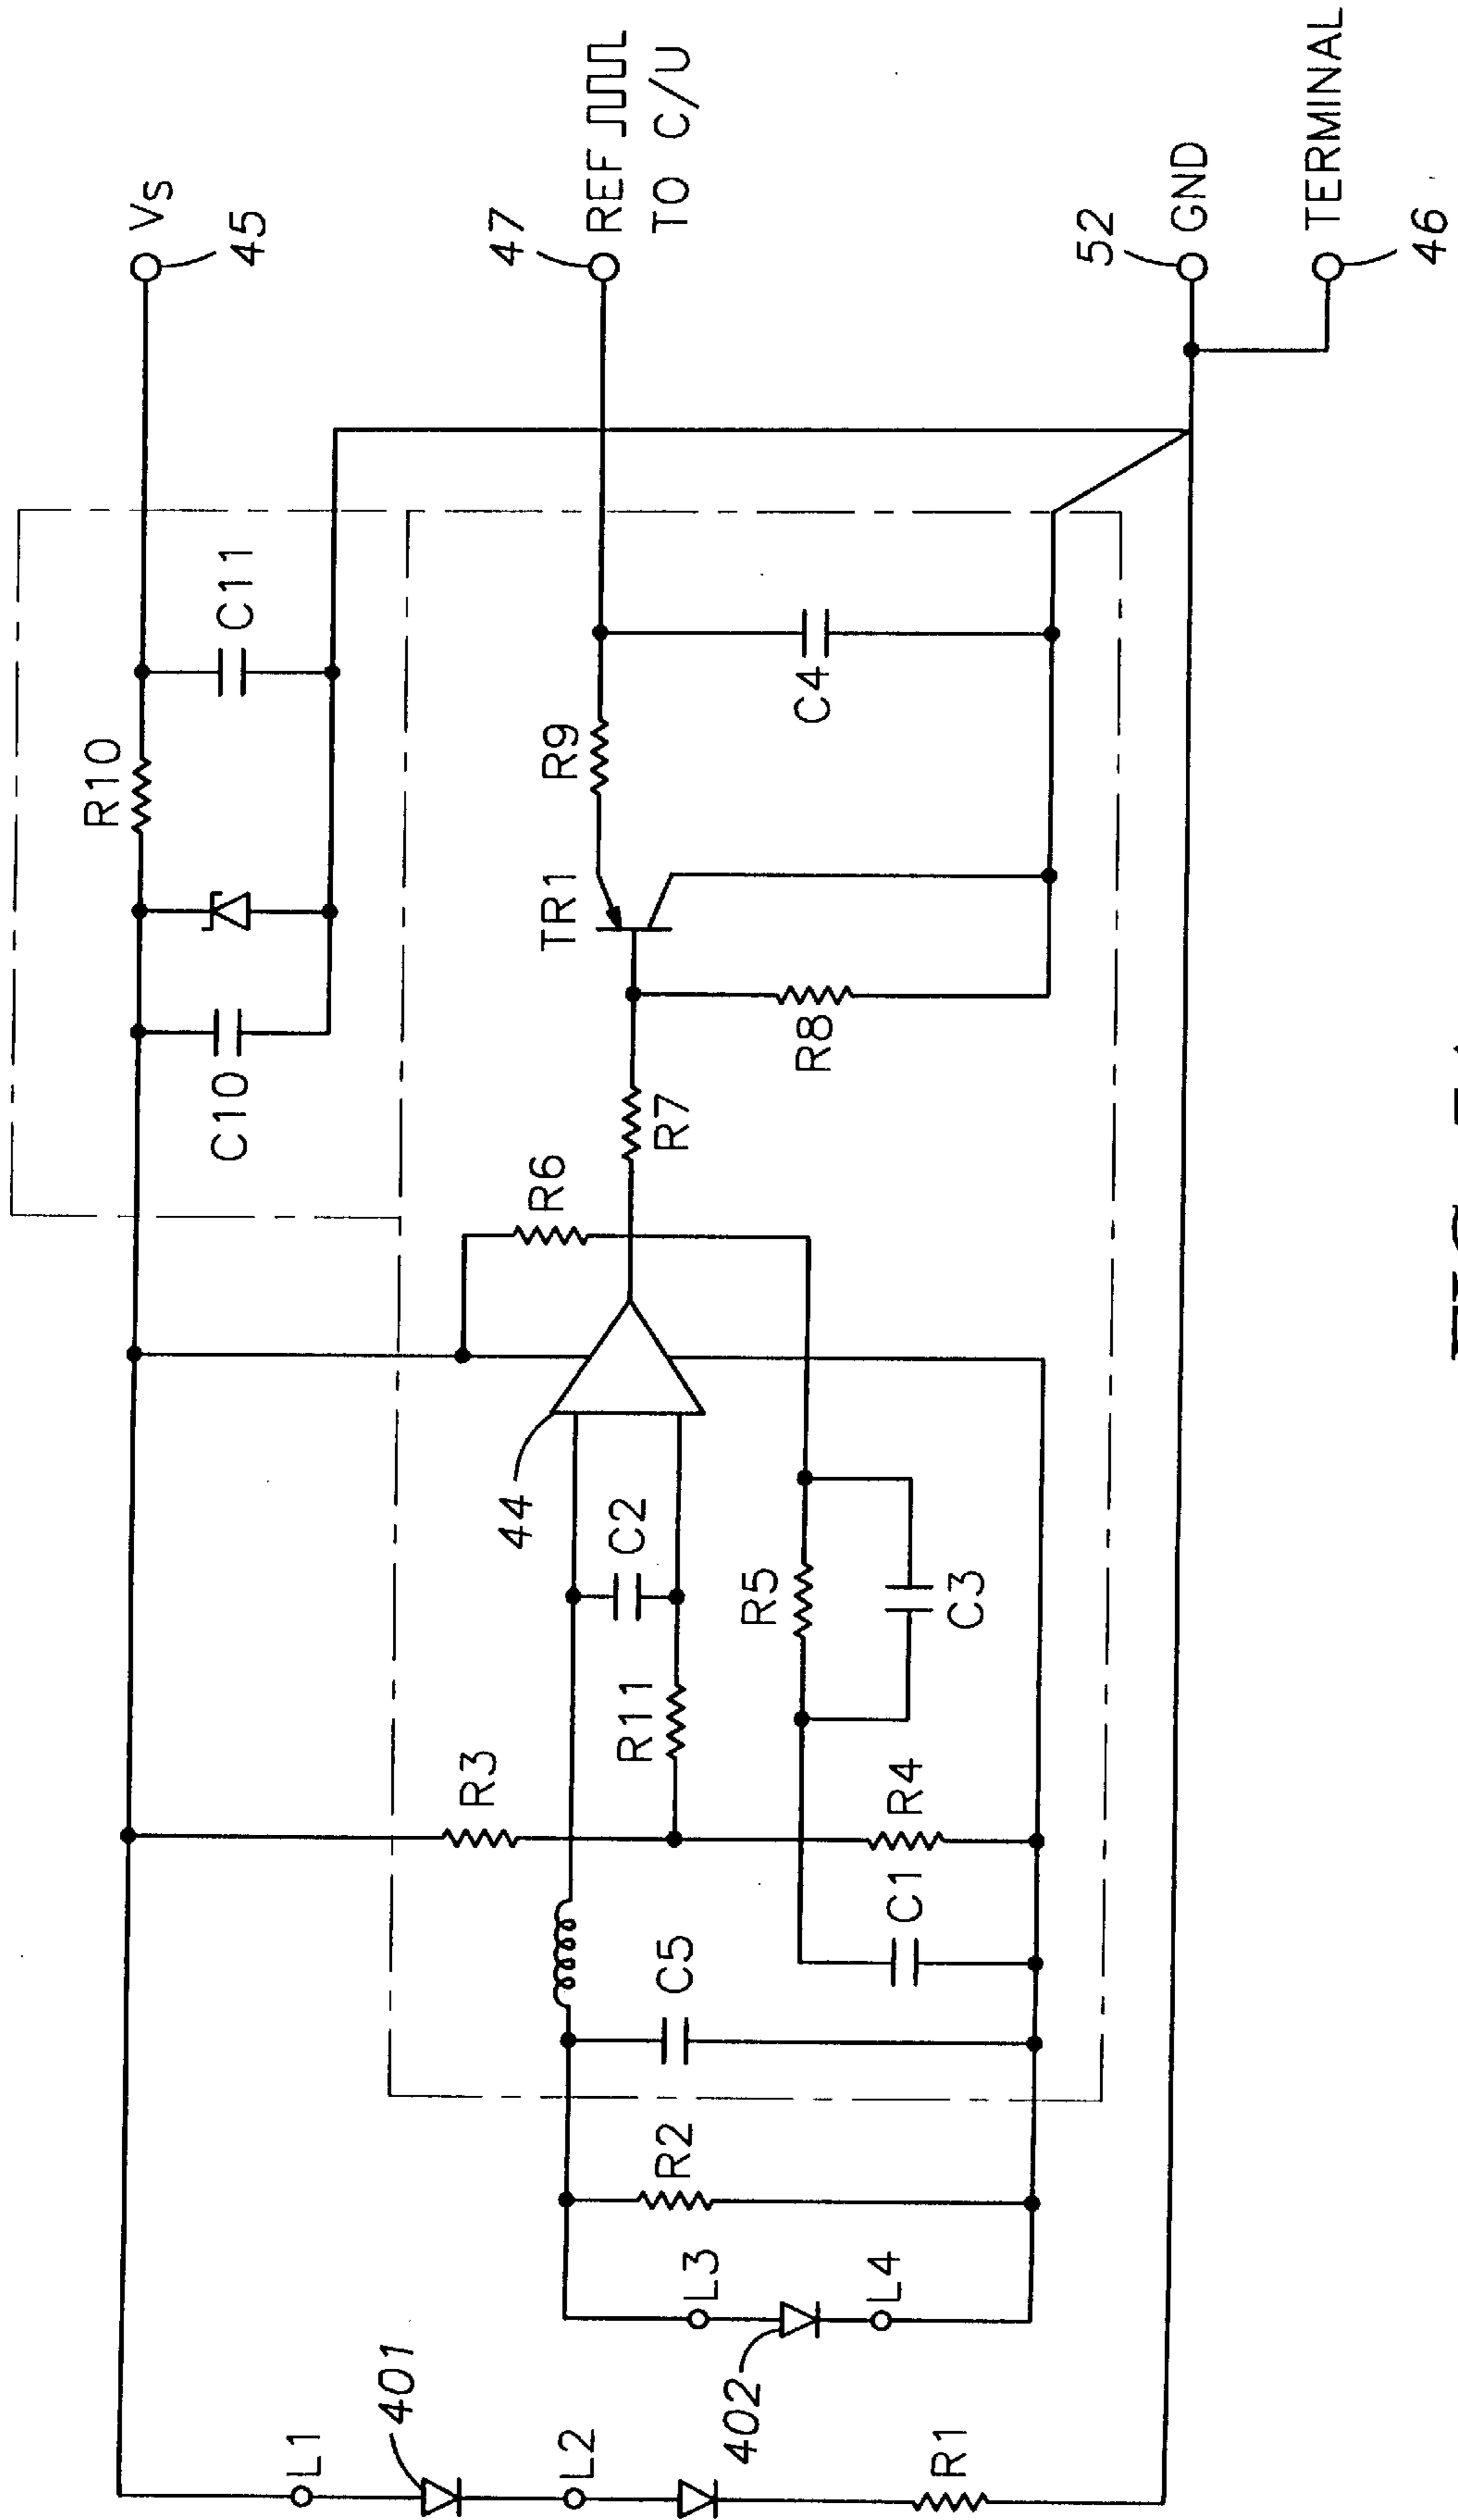 Vs
45
R10
C11
C10
REF
TO C/U
47
R9
TR1
C4
R6
R7
R8
44
C2
R3
R11
R5
C3
R4
C1
C5
R2
L3
L4
402
L1
401
L2
R1
52
GND
TERMINAL
46